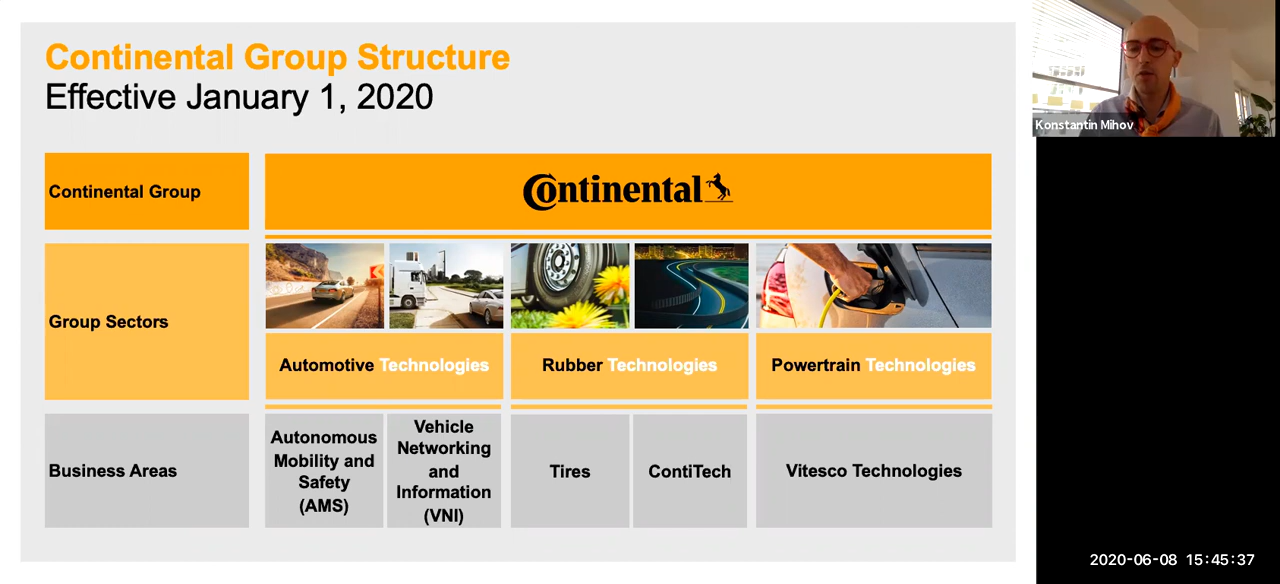 Continental Group Structure
Effective January 1, 2020
Continental Group
Continental
Group Sectors
Automotive Technologies
Rubber Technologies
Powertrain Technologies
Business Areas
Autonomous
Mobility and
Safety
(AMS)
Vehicle
Networking
and
Information
(VNI)
Tires
ContiTech
Vitesco Technologies
Konstantin Mihov
2020-06-08 15:45:37